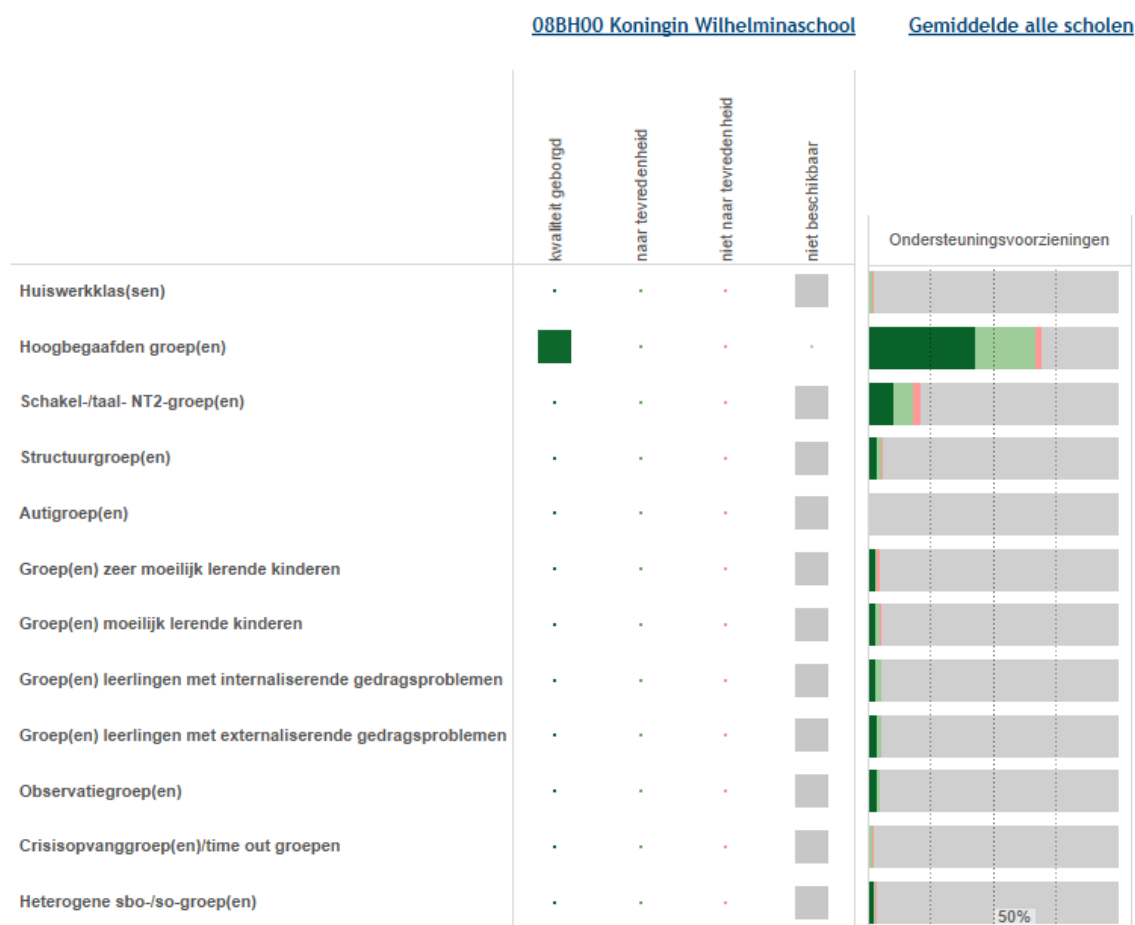 08BH00 Koningin Wilhelminaschool Gemiddelde alle scholen
kwaliteit geborgd
naar tevredenheid
niet naar tevredenheid
niet beschikbaar
Ondersteuningsvoorzieningen
Huiswerkklas(sen)
Hoogbegaafden groep(en)
Schakel-/taal- NT2-groep(en)
Structuurgroep(en)
Autigroep(en)
Groep(en) zeer moeilijk lerende kinderen
Groep(en) moeilijk lerende kinderen
Groep(en) leerlingen met internaliserende gedragsproblemen
Groep(en) leerlingen met externaliserende gedragsproblemen
Observatiegroep(en)
Crisisopvanggroep(en)/time out groepen
Heterogene sbo-/so-groep(en)
50%